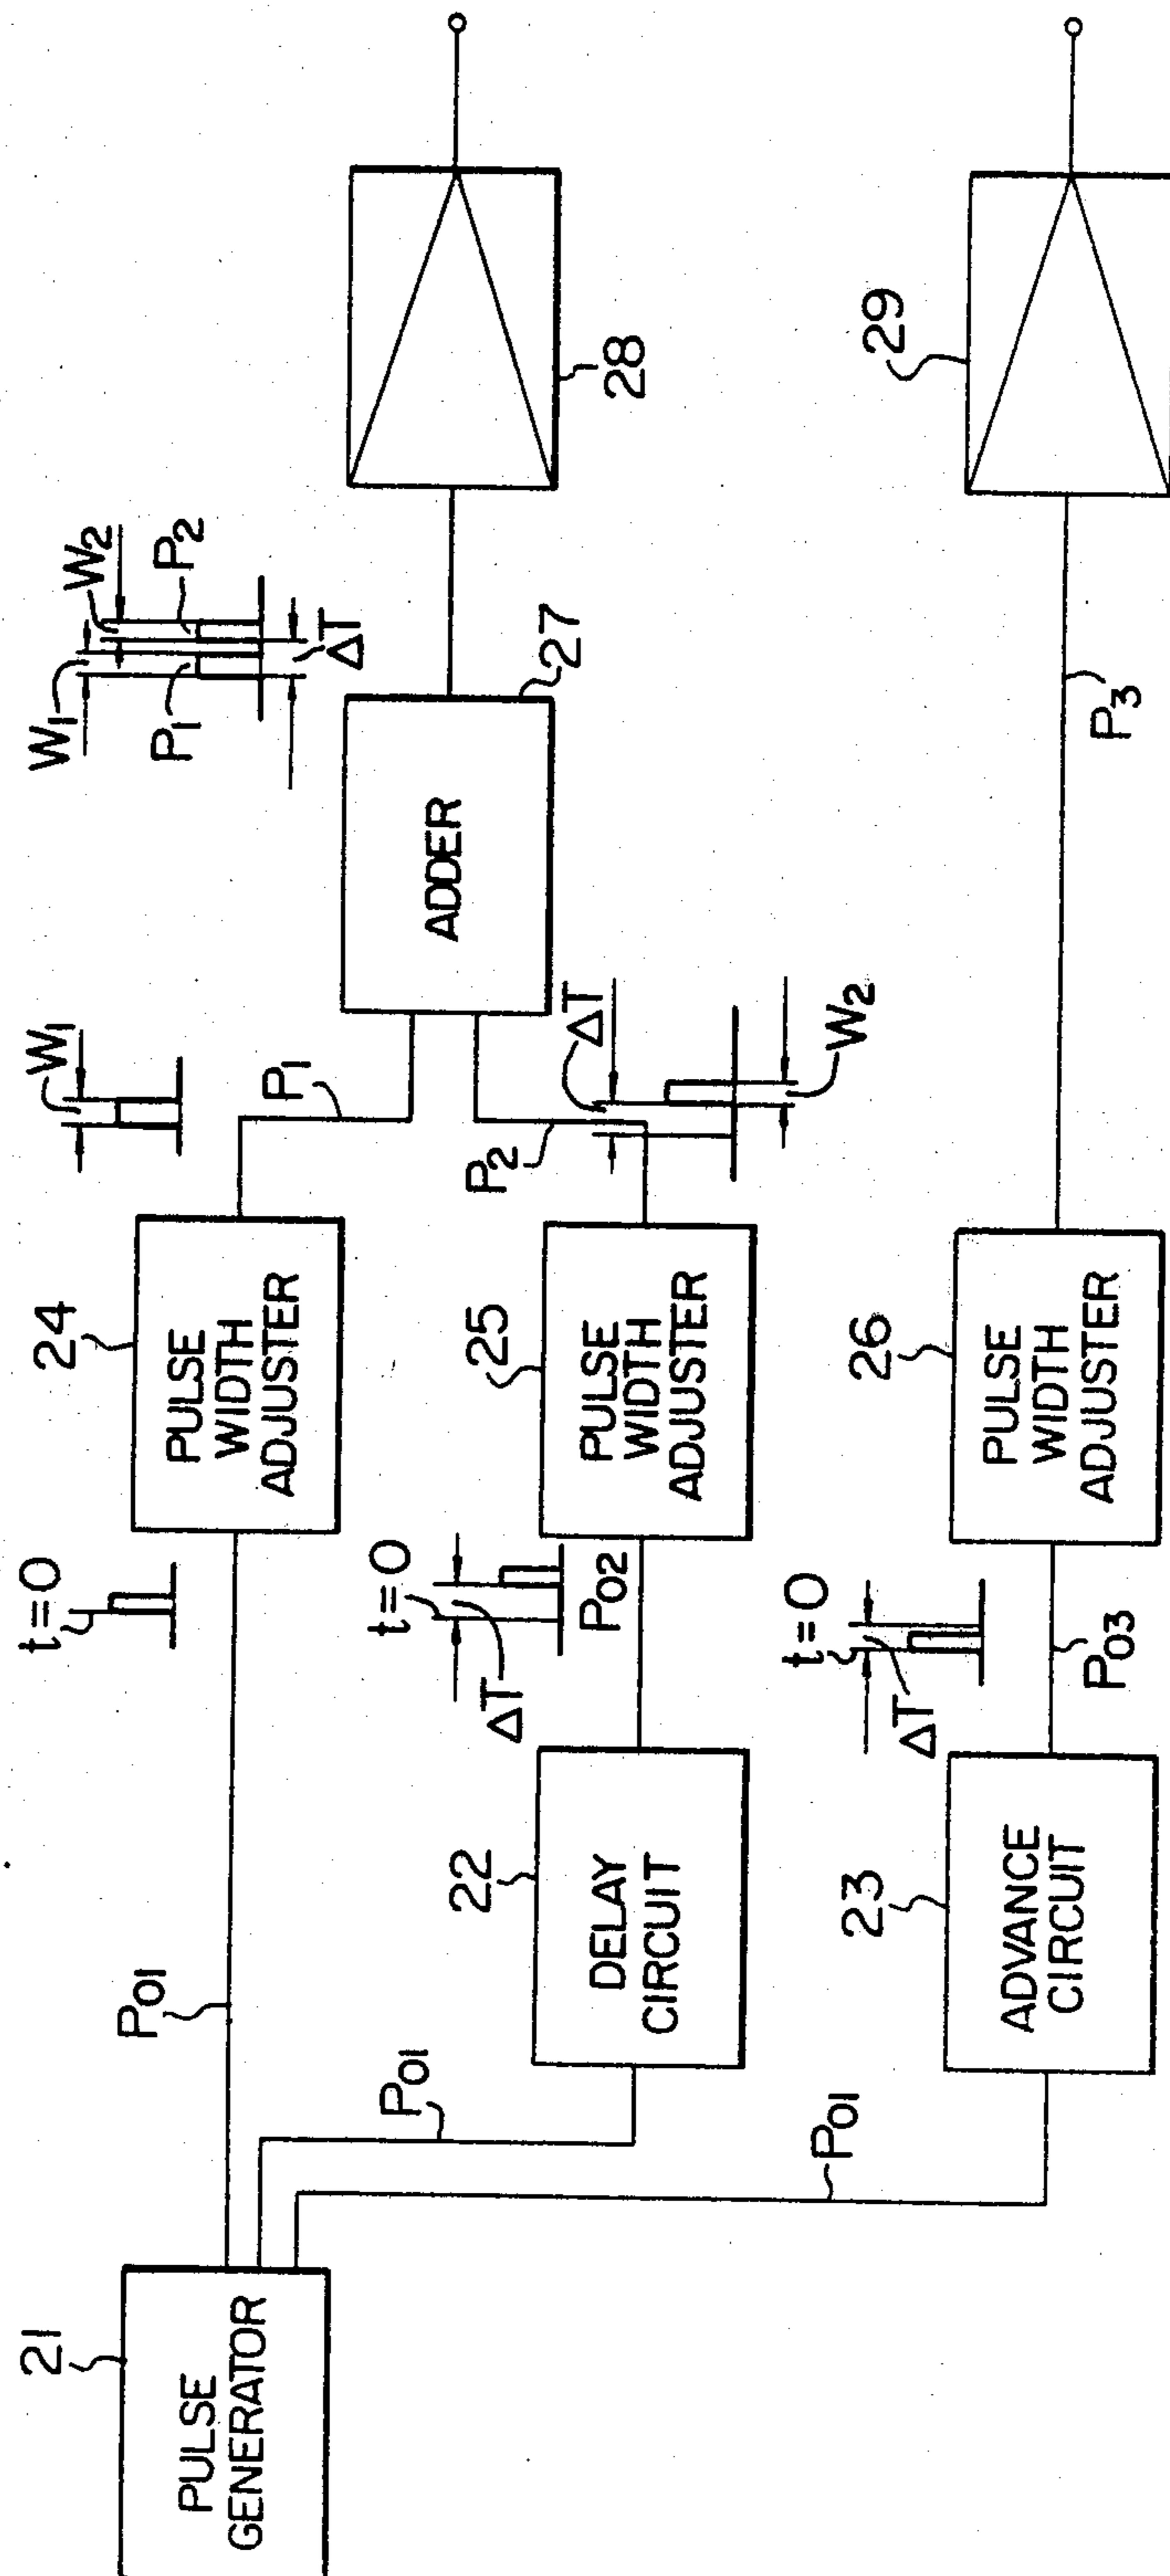 21
PULSE
GENERATOR
P01
P01
P01
22
DELAY
CIRCUIT
23
ADVANCE
CIRCUIT
t=0
t=0
ΔT
P02
t=0
ΔT
P03
24
PULSE
WIDTH
ADJUSTER
25
PULSE
WIDTH
ADJUSTER
26
PULSE
WIDTH
ADJUSTER
W1
P1
P2
ΔT
W2
ADDER
27
W1
W2
P1
P2
ΔT
P3
28
29